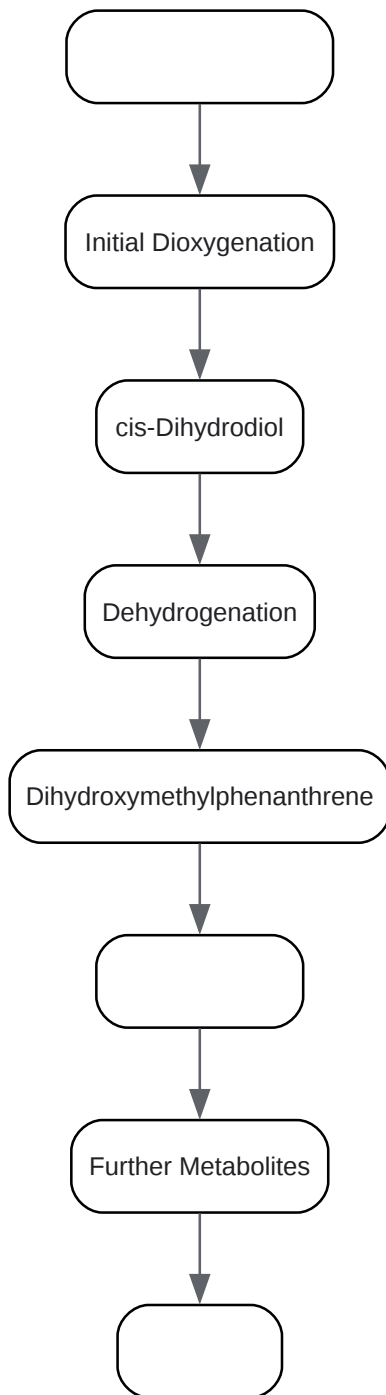 Initial Dioxygenation
cis-Dihydrodiol
Dehydrogenation
Dihydroxymethylphenanthrene
Further Metabolites